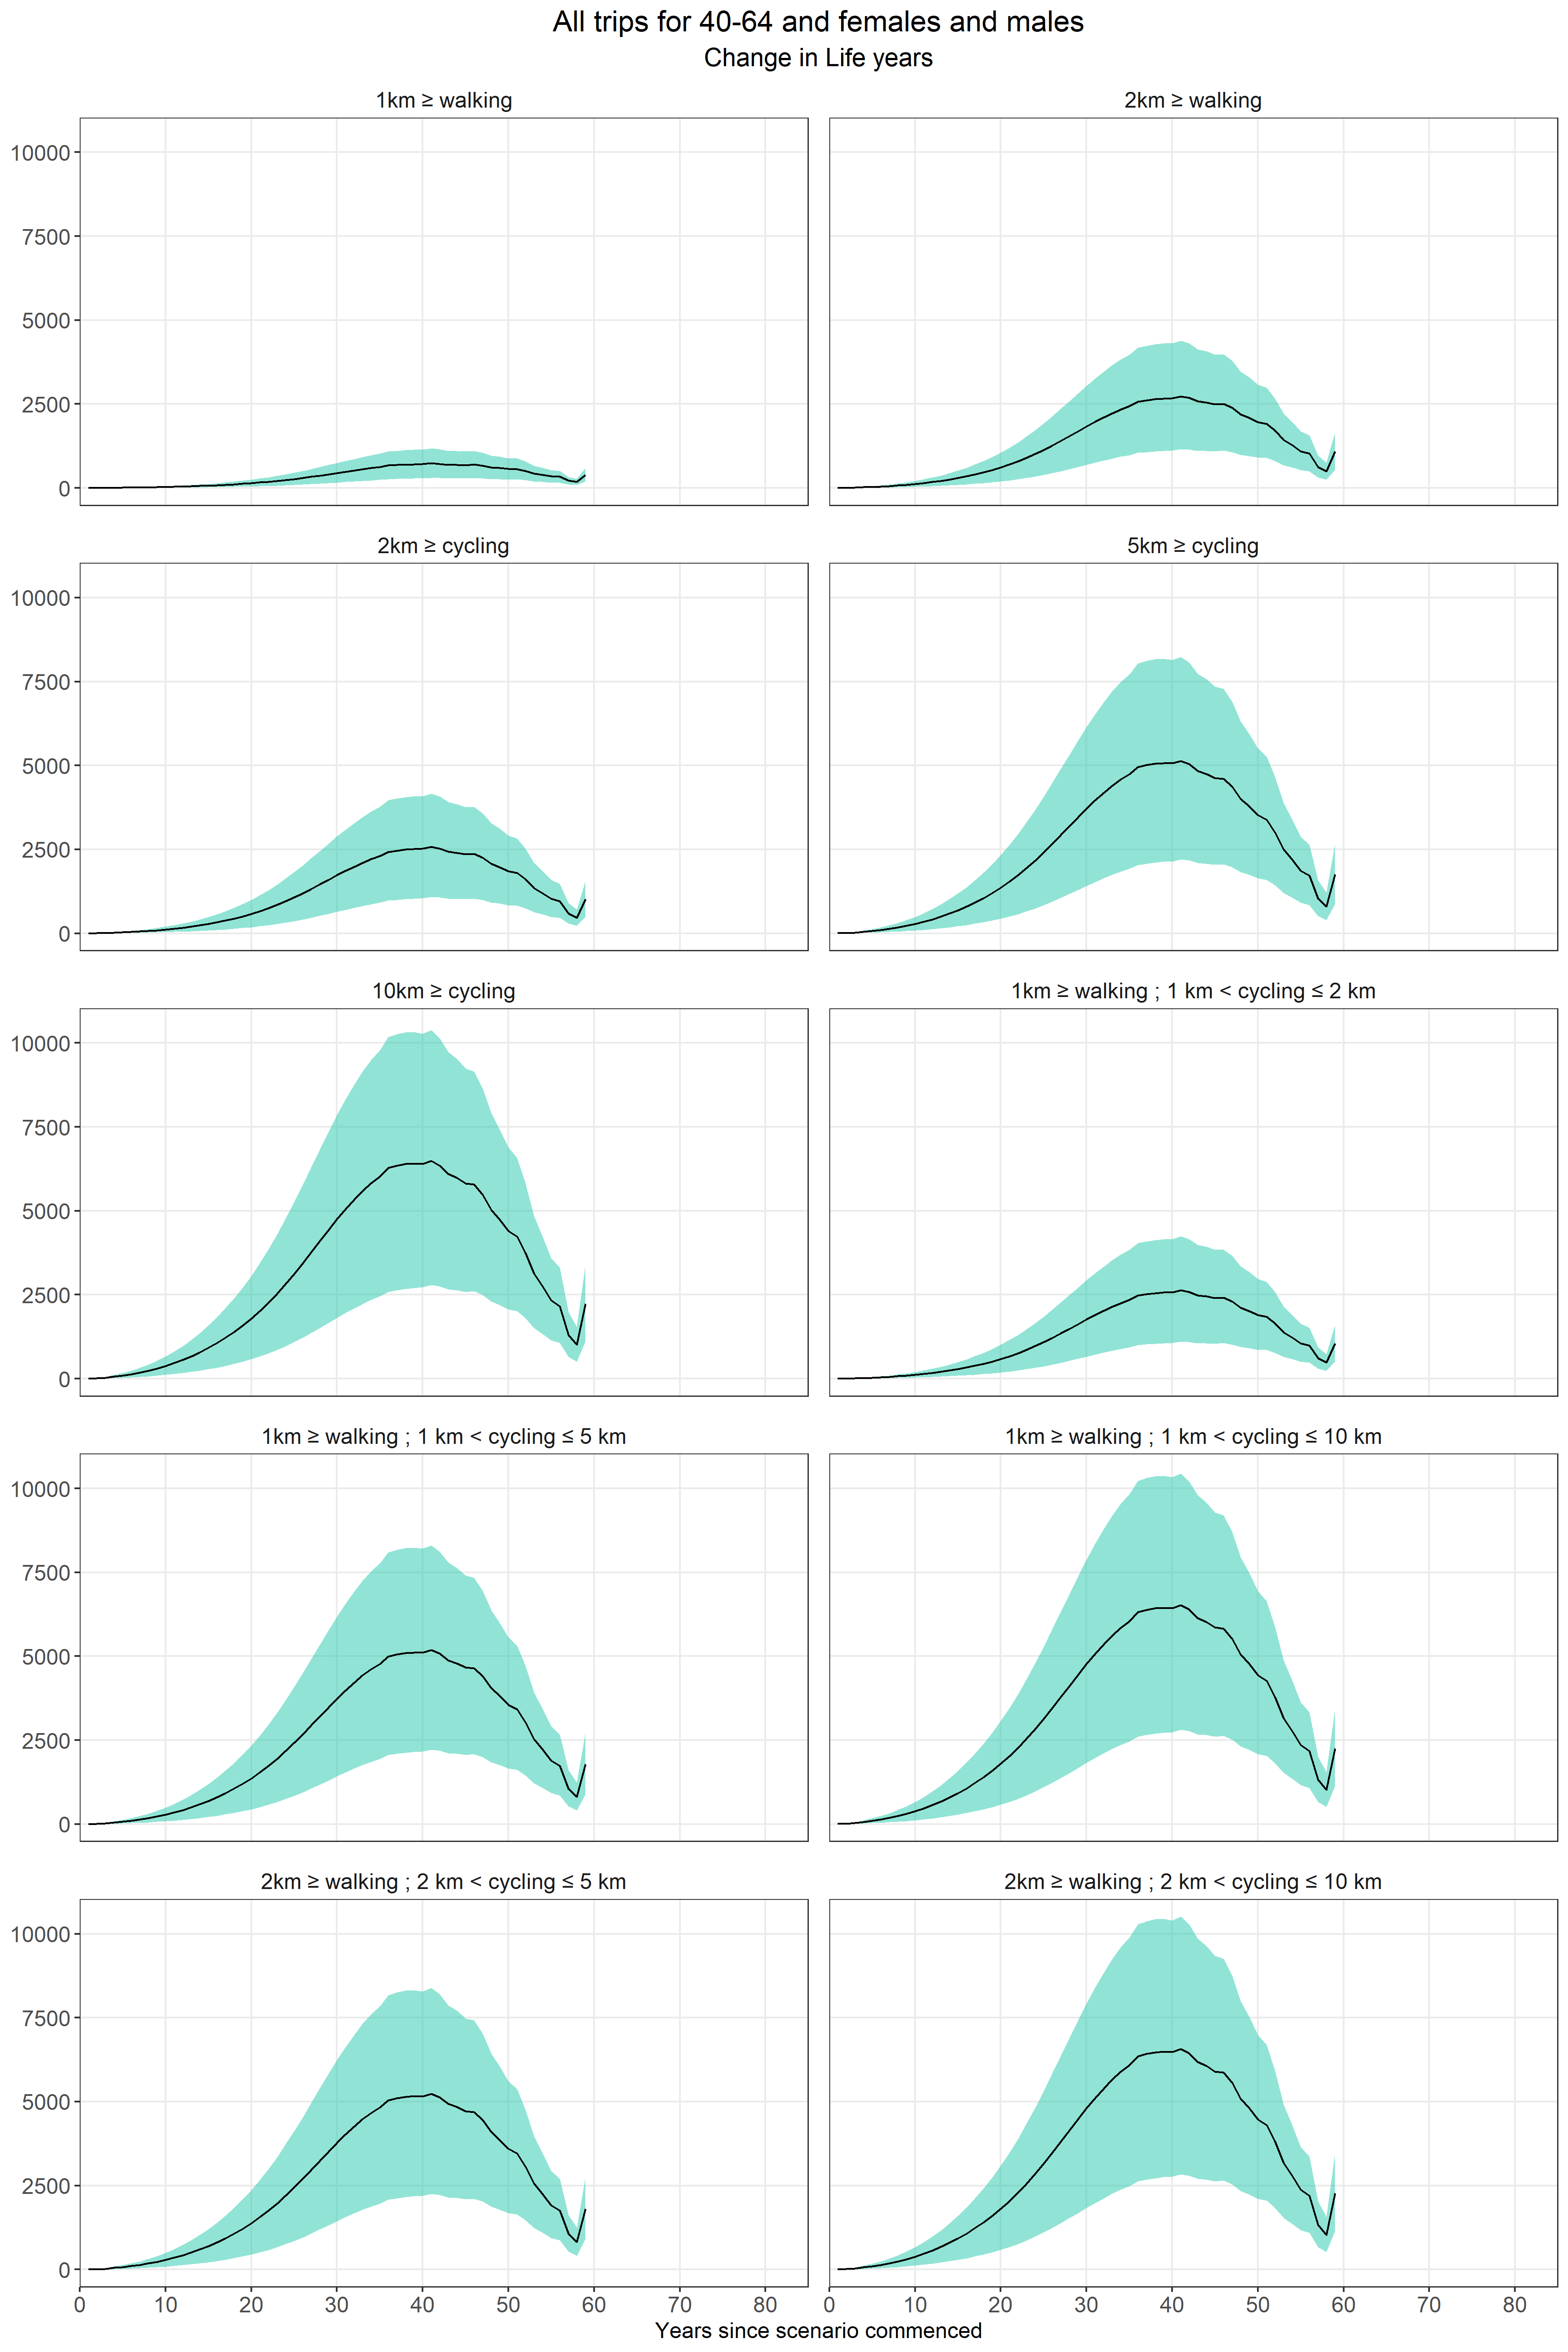 All trips for 40-64 and females and males
Change in Life years
1km ≥ walking
2km ≥ walking
10000
7500
5000
2500
0
2km ≥ cycling
5km ≥ cycling
10000
7500
5000
2500
0
10km ≥ cycling
1km ≥ walking ; 1 km < cycling ≤ 2 km
10000
7500
5000
2500
0
1km ≥ walking ; 1 km < cycling ≤ 5 km
1km ≥ walking ; 1 km < cycling ≤ 10 km
10000
7500
5000
2500
0
2km ≥ walking ; 2 km < cycling ≤ 5 km
2km ≥ walking ; 2 km < cycling ≤ 10 km
10000
7500
5000
2500
0
0 10 20 30 40 50 60 70 80
0 10 20 30 40 50 60 70 80
Years since scenario commenced